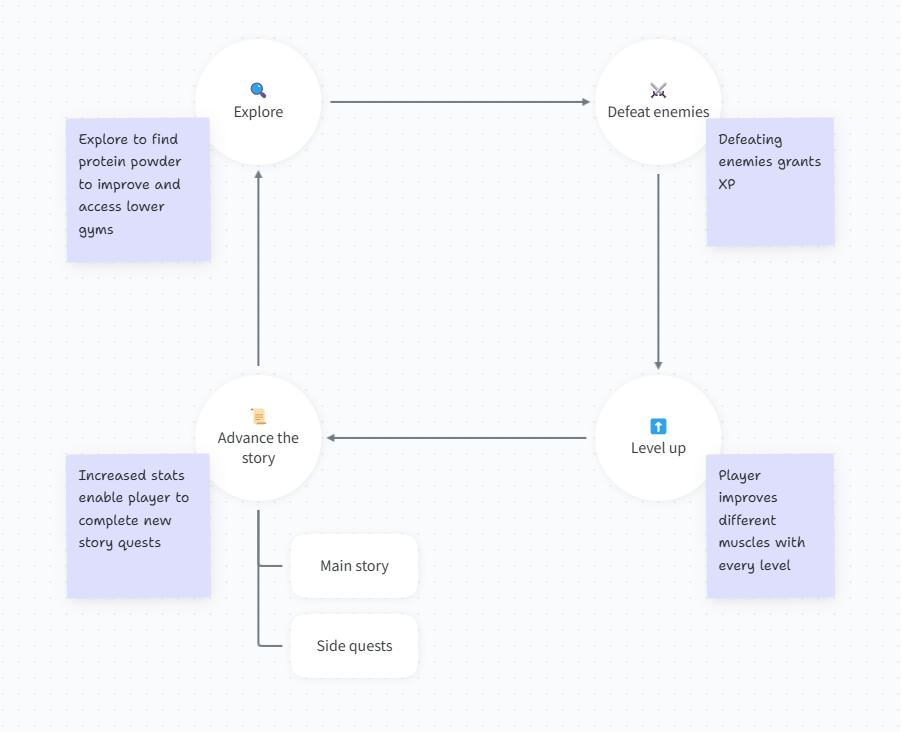 Explore
Defeat enemies
Explore to find
protein powder
to improve and
access lower
gyms
Defeating
enemies grants
XP
Advance the
story
Level up
Increased stats
enable player to
complete new
story quests
Player
improves
different
muscles with
every level
Main story
Side quests